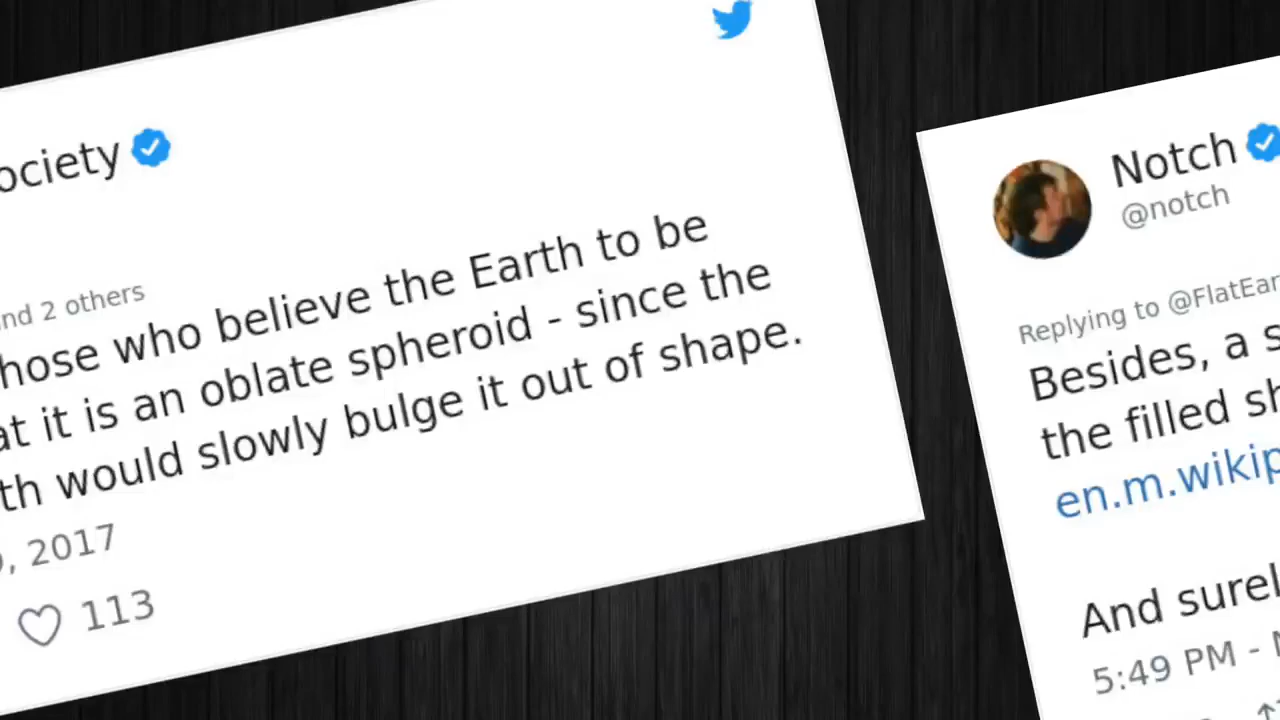 ociety
nd 2 others
hose who believe the Earth to be
at it is an oblate spheroid - since the
th would slowly bulge it out of shape.
, 2017
113
Notch
@notch
Replying to @FlatEar
Besides, a s
the filled sh
en.m.wikip
And surel
5:49 PM -